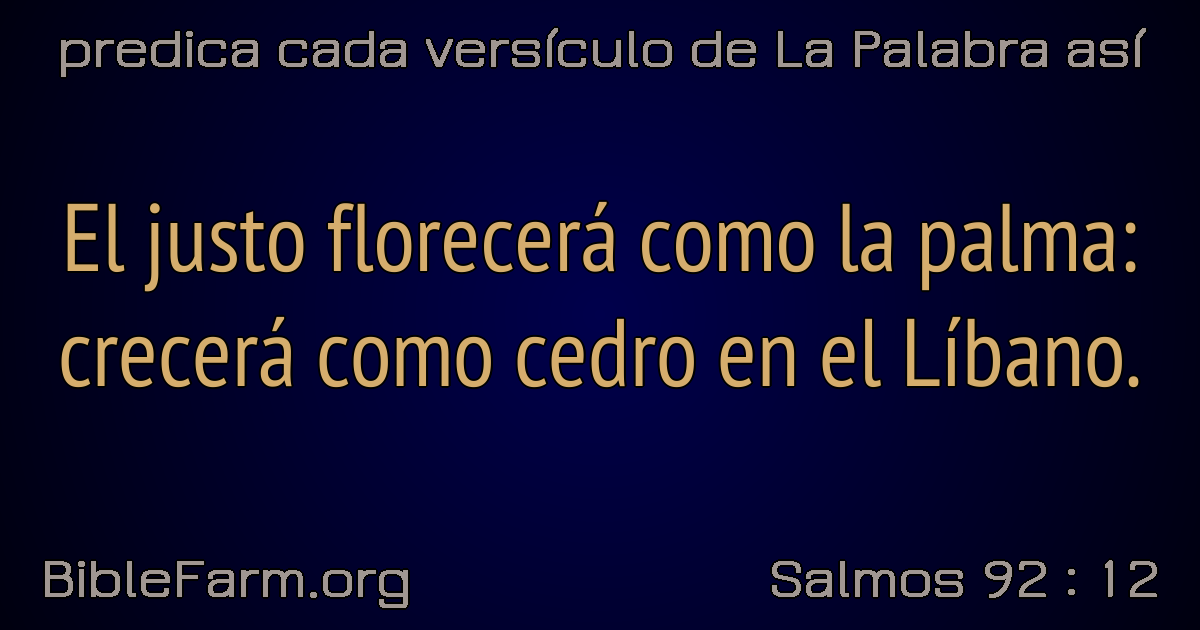 predica cada versículo de La Palabra así
El justo florecerá como la palma:
crecerá como cedro en el Líbano.
BibleFarm.org
Salmos 92 : 12